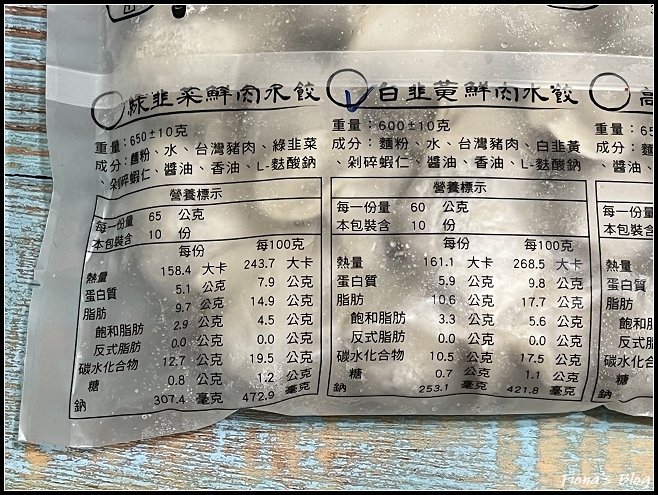 綠韭菜鮮肉水餃
重量：650±10克
成分：麵粉、水、台灣豬肉、綠韭菜
、剁碎蝦仁、醬油、香油、L-麩酸鈉
營養標示
每一份量 65 公克
本包裝含 10 份
每份 每100克
熱量 158.4 大卡 243.7 大卡
蛋白質 5.1 公克 7.9 公克
脂肪 9.7 公克 14.9 公克
飽和脂肪 2.9 公克 4.5 公克
反式脂肪 0.0 公克 0.0 公克
碳水化合物 12.7 公克 19.5 公克
糖 0.8 公克 1.2 公克
鈉 307.4 毫克 472.9 毫克
白韭黃鮮肉水餃
重量：600±10克
成分：麵粉、水、台灣豬肉、白韭黃
、剁碎蝦仁、醬油、香油、L-麩酸鈉
營養標示
每一份量 60 公克
本包裝含 10 份
每份 每100克
熱量 161.1 大卡 268.5 大卡
蛋白質 5.9 公克 9.8 公克
脂肪 10.6 公克 17.7 公克
飽和脂肪 3.3 公克 5.6 公克
反式脂肪 0.0 公克 0.0 公克
碳水化合物 10.5 公克 17.5 公克
糖 0.7 公克 1.1 公克
鈉 253.1 毫克 421.8 毫克
高
重量：65
成分：麵
、剁碎蝦
每一份量
本包裝含
熱量
蛋白質
脂肪
飽和
反式
碳水化
糖
鈉
Fiona's Blog